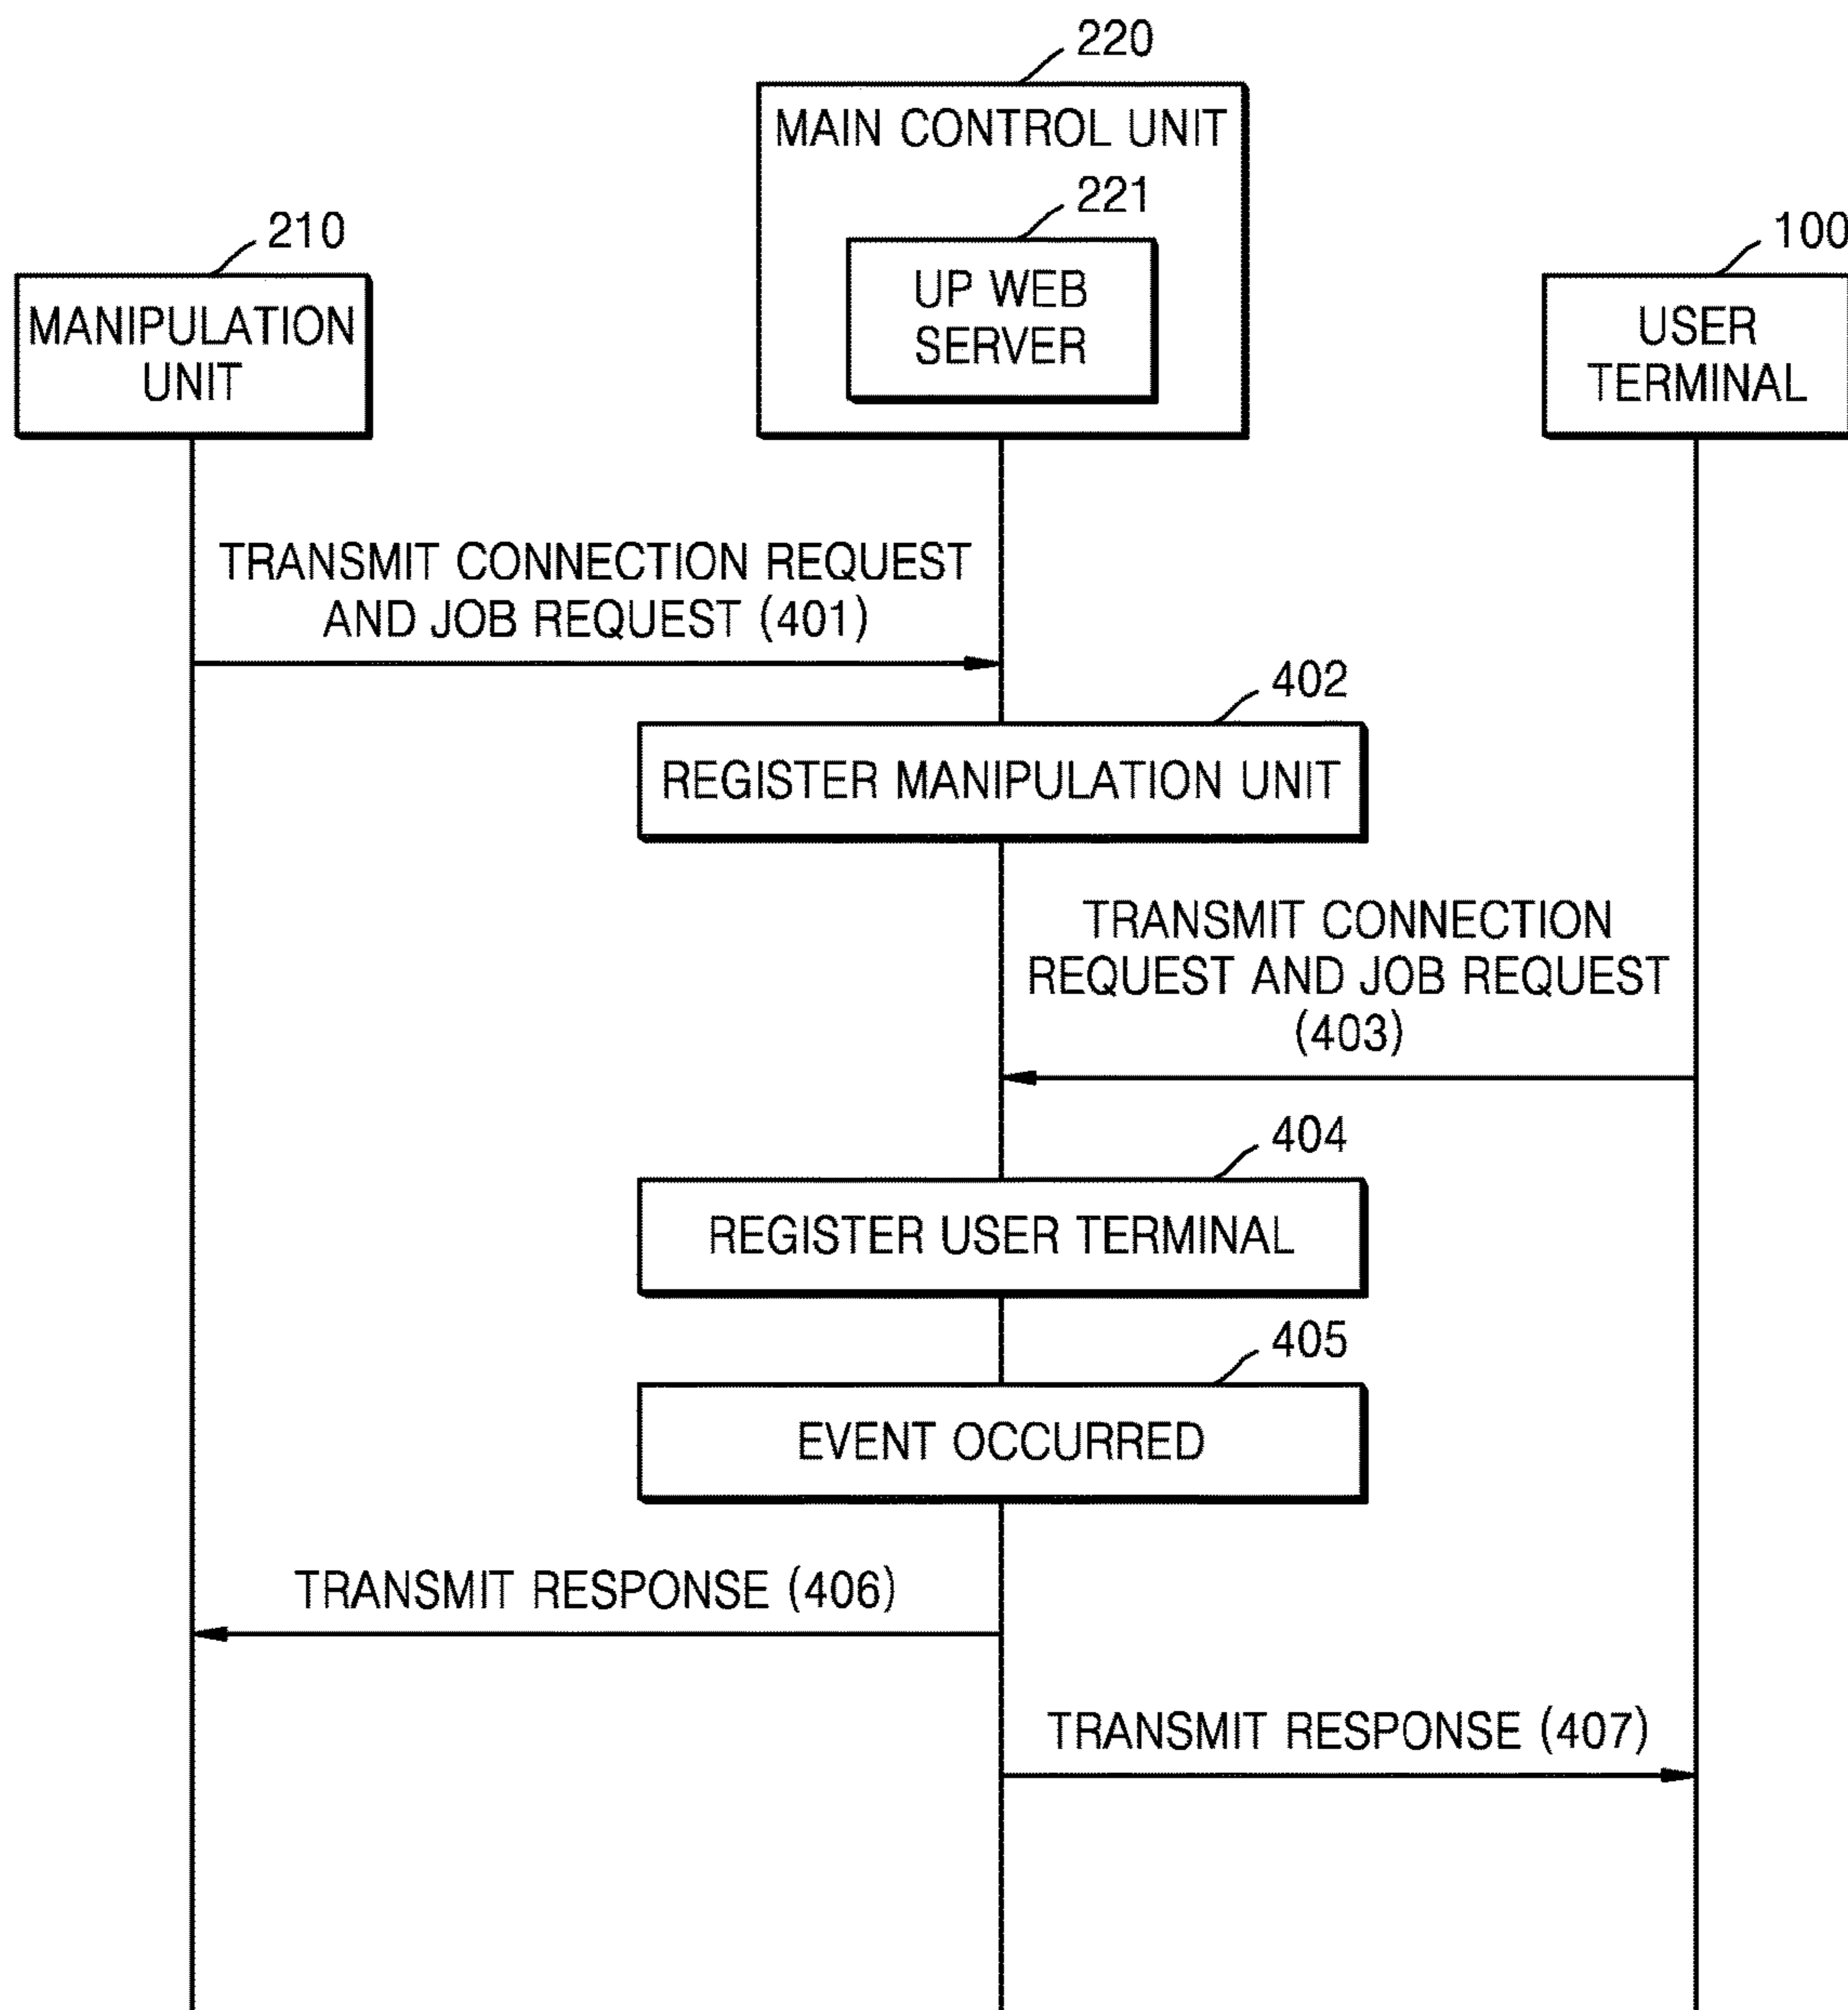 220
MAIN CONTROL UNIT
221
UP WEB
SERVER
210
MANIPULATION
UNIT
100
USER
TERMINAL
TRANSMIT CONNECTION REQUEST
AND JOB REQUEST (401)
402
REGISTER MANIPULATION UNIT
TRANSMIT CONNECTION
REQUEST AND JOB REQUEST
(403)
404
REGISTER USER TERMINAL
405
EVENT OCCURRED
TRANSMIT RESPONSE (406)
TRANSMIT RESPONSE (407)